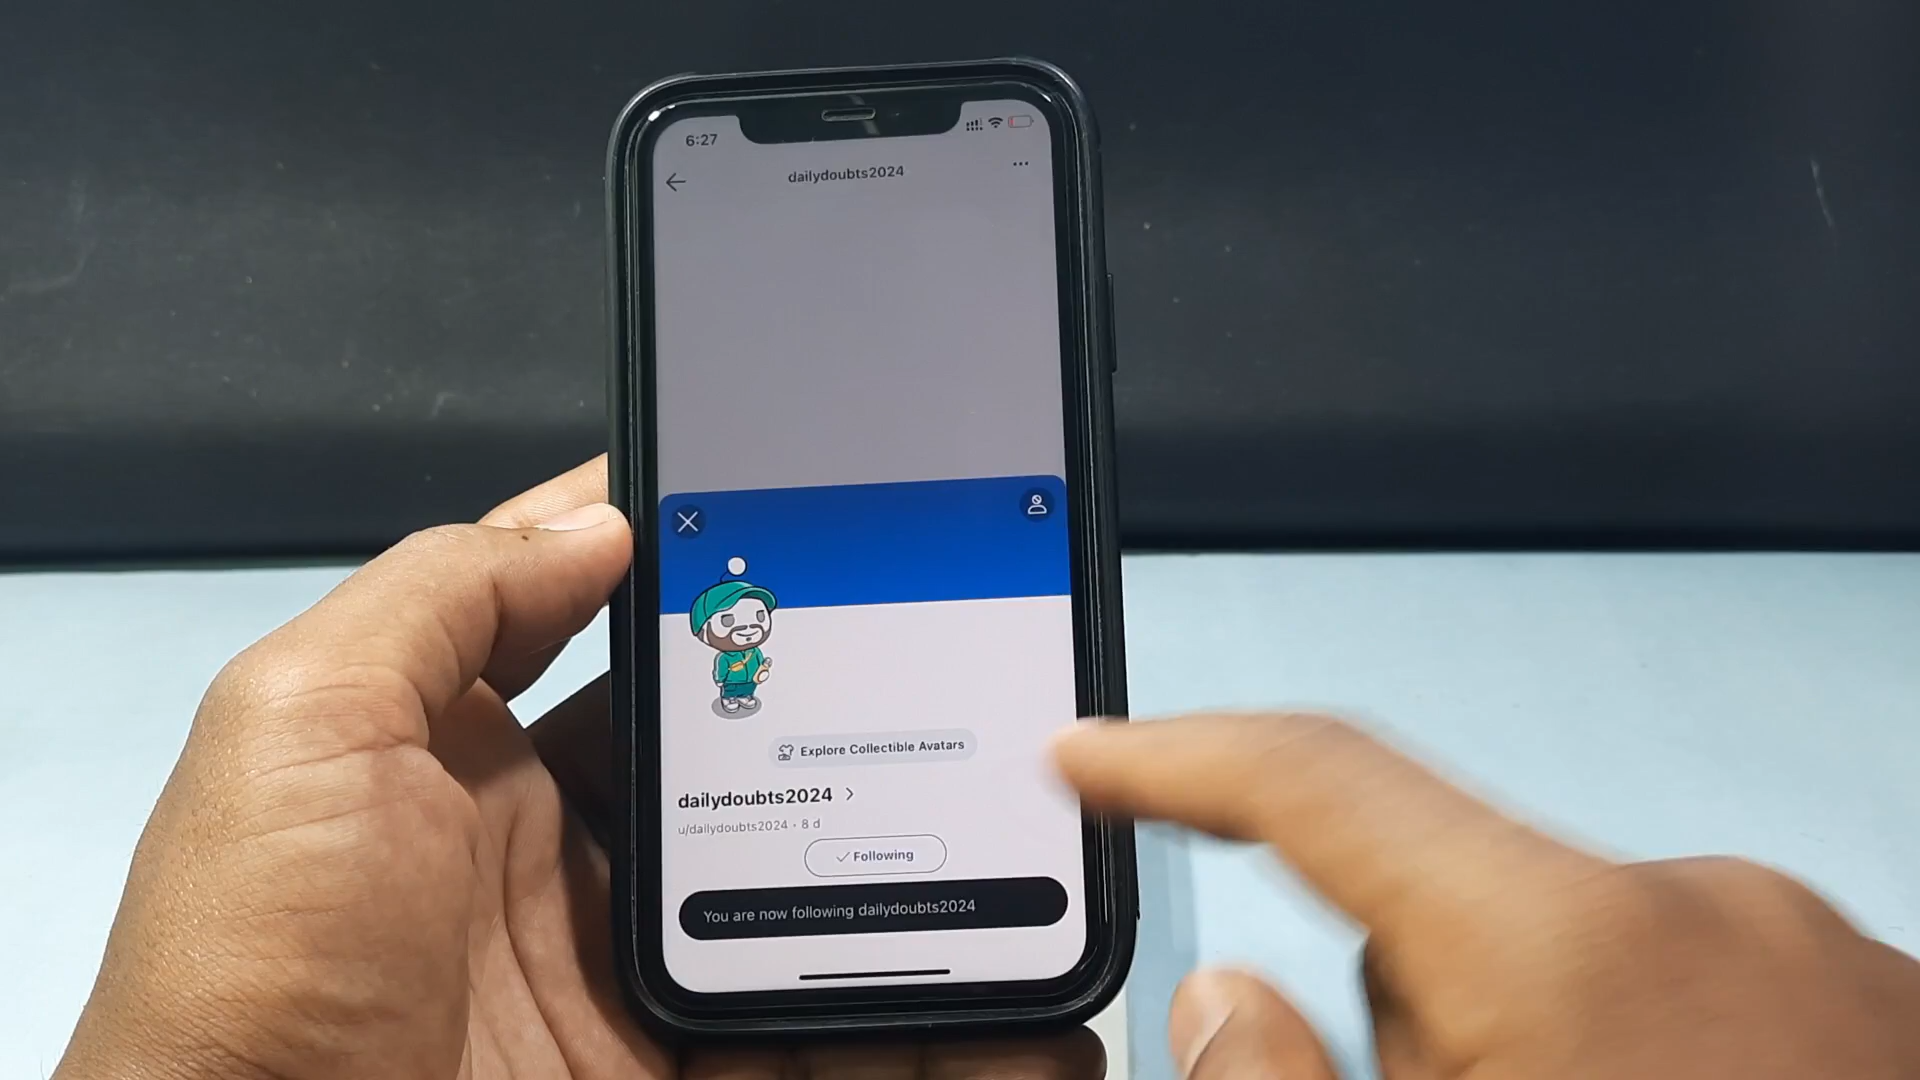 6:27
dailydoubts2024
Explore Collectible Avatars
dailydoubts2024
u/dailydoubts2024 • 8 d
Following
You are now following dailydoubts2024